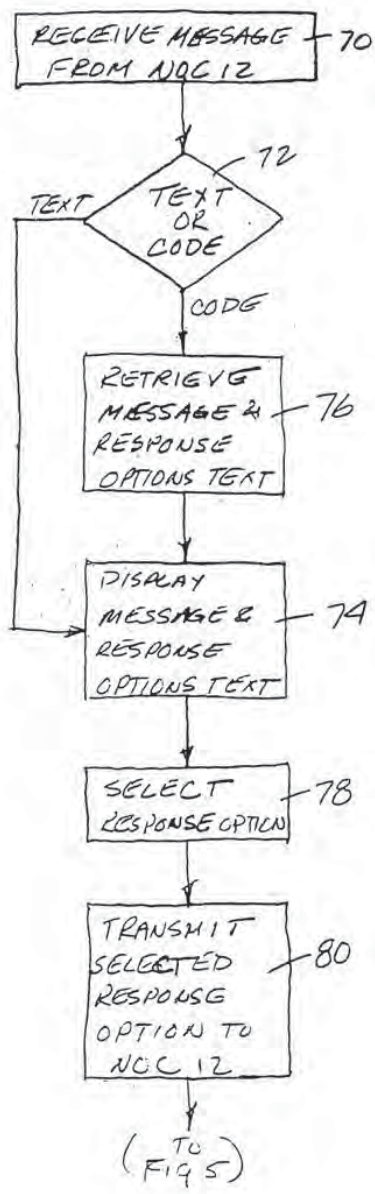 RECEIVE MESSAGE
FROM NOC 12
70
72
TEXT
TEXT
OR
CODE
CODE
RETRIEVE
MESSAGE &
RESPONSE
OPTIONS TEXT
76
DISPLAY
MESSAGE &
RESPONSE
OPTIONS TEXT
74
SELECT
RESPONSE OPTION
78
TRANSMIT
SELECTED
RESPONSE
OPTION TO
NOC 12
80
(TO
FIG 5)